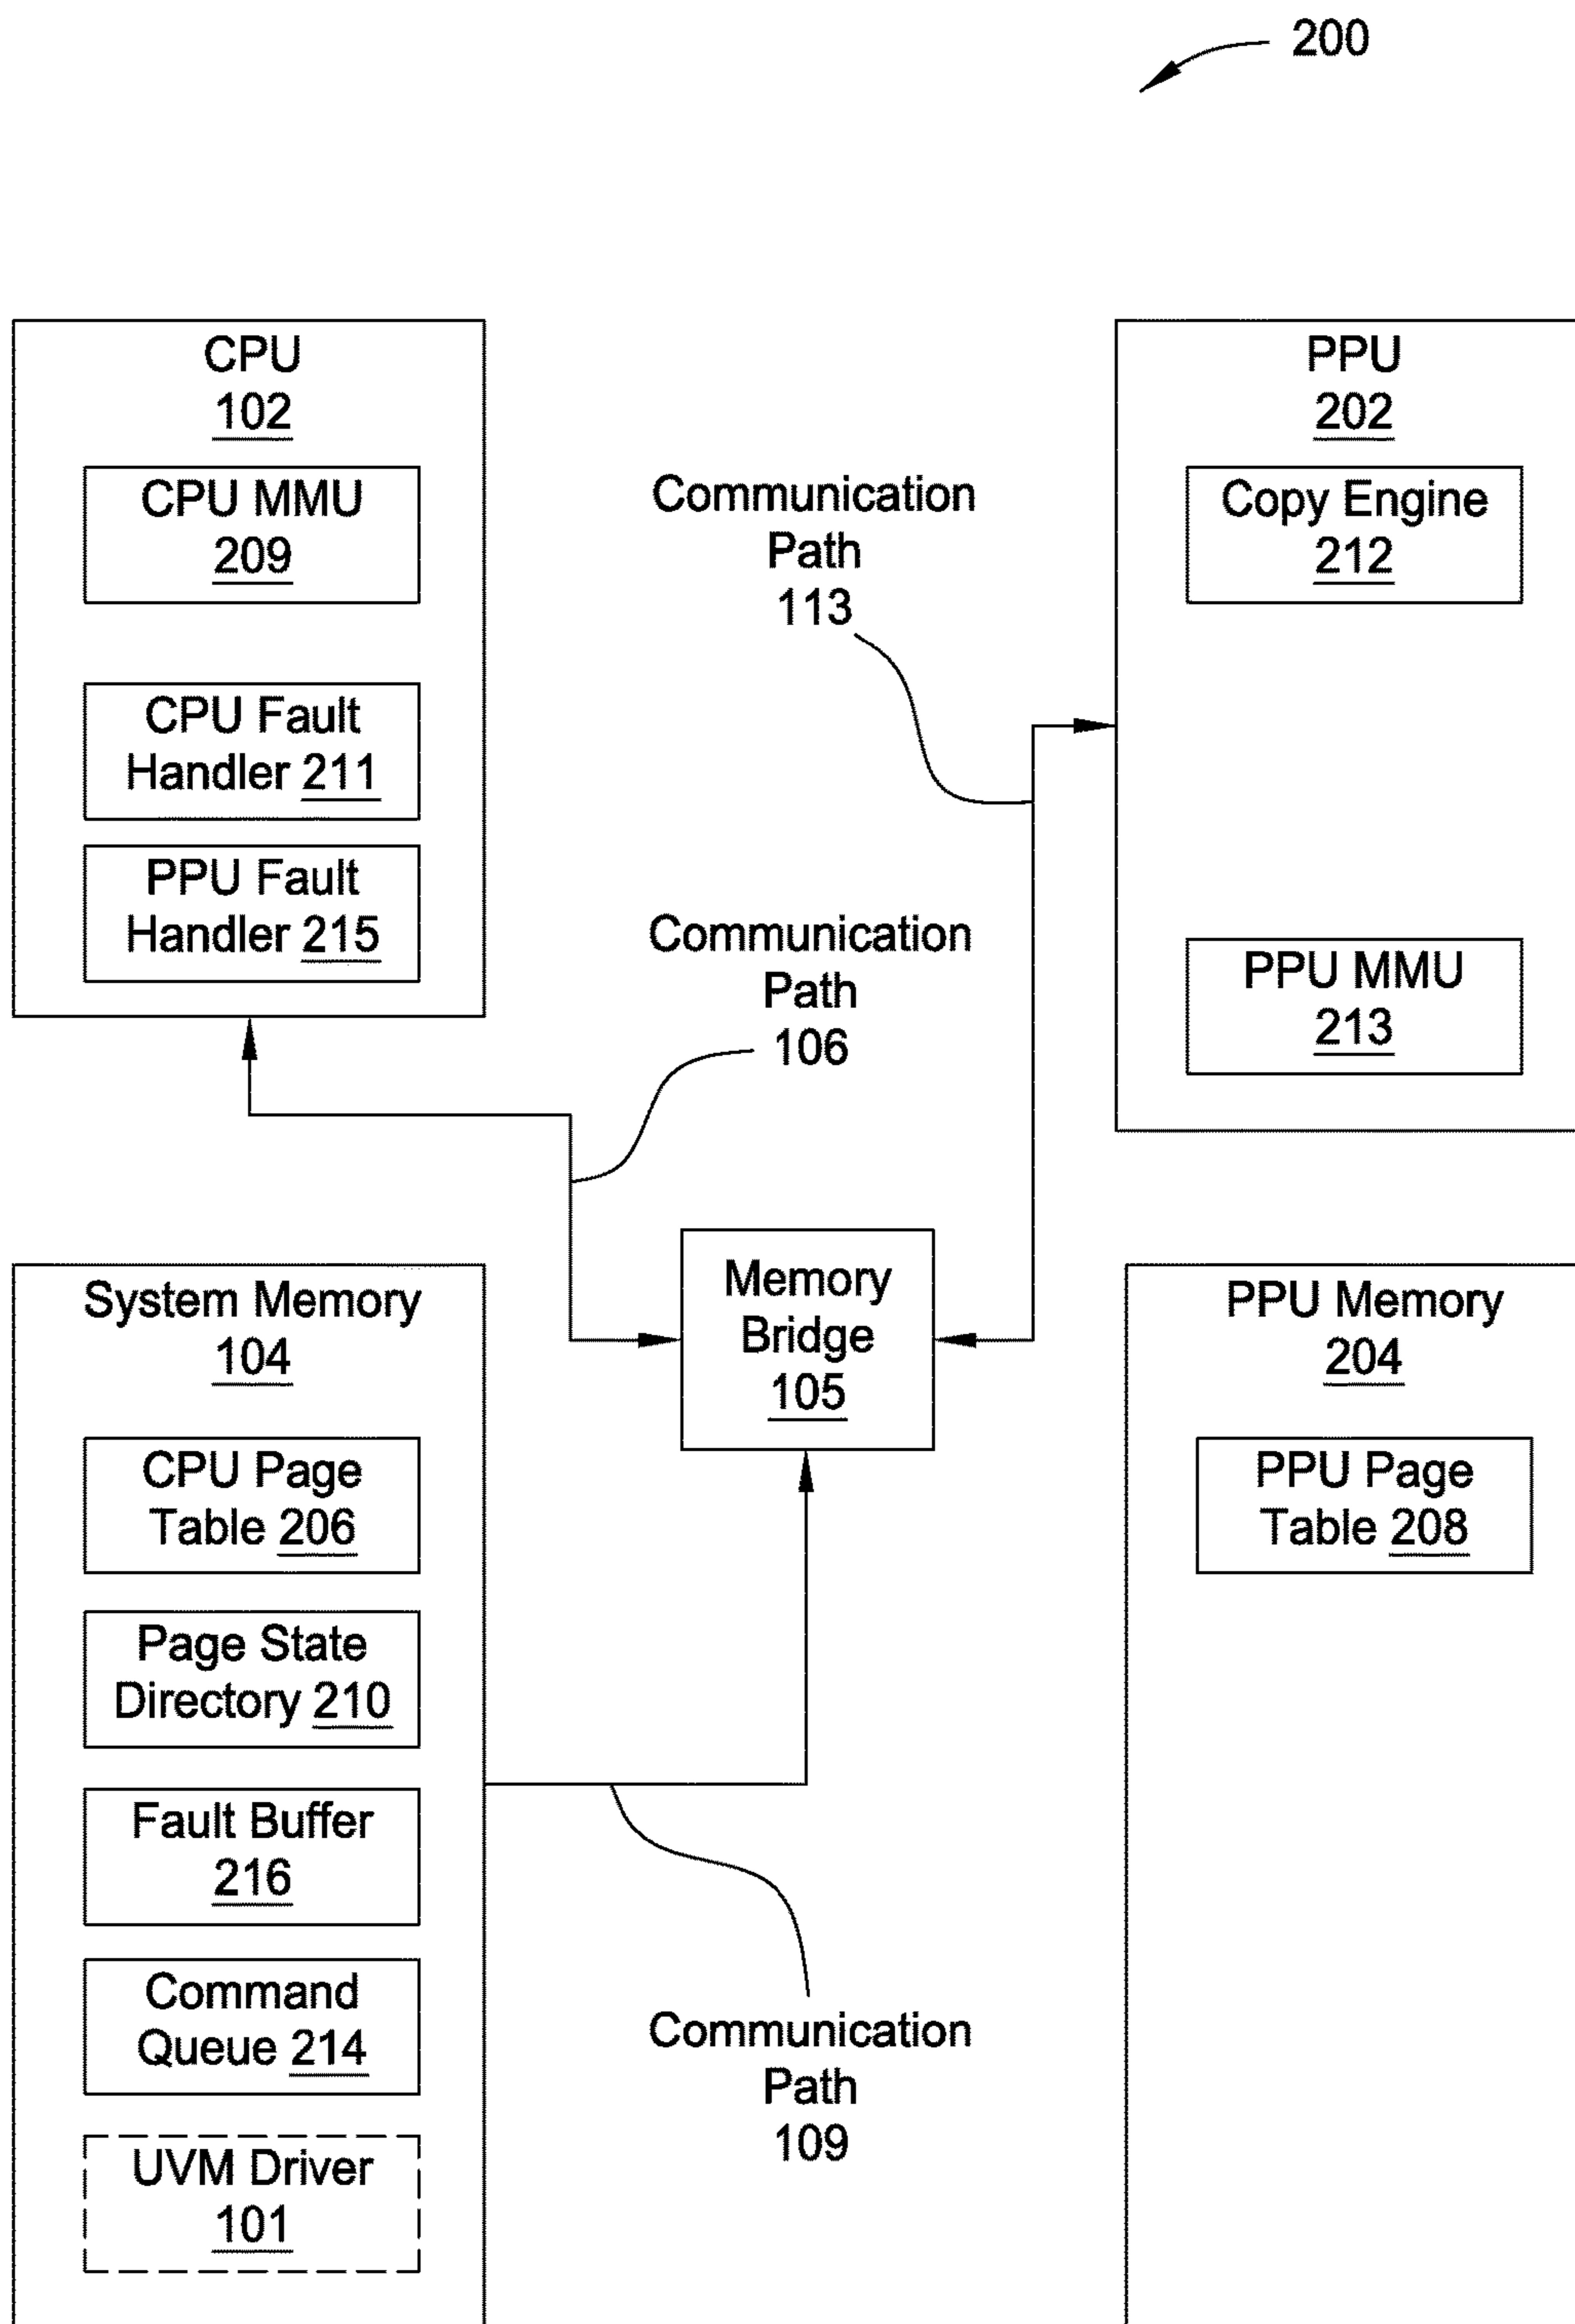 200
CPU
102
CPU MMU
209
CPU Fault
Handler 211
PPU Fault
Handler 215
Communication
Path
113
PPU
202
Copy Engine
212
PPU MMU
213
Communication
Path
106
Memory
Bridge
105
System Memory
104
CPU Page
Table 206
Page State
Directory 210
Fault Buffer
216
Command
Queue 214
UVM Driver
101
PPU Memory
204
PPU Page
Table 208
Communication
Path
109